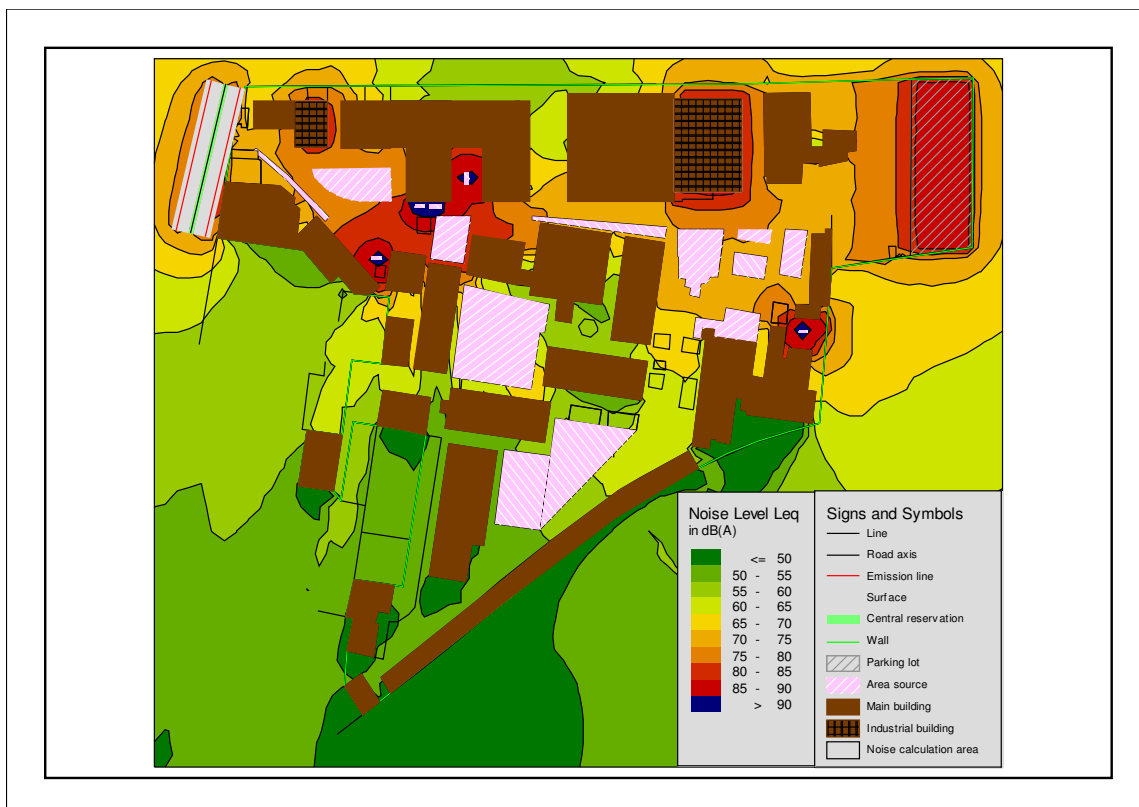 Noise Level Leq
in dB(A)
<= 50
50 - 55
55 - 60
60 - 65
65 - 70
70 - 75
75 - 80
80 - 85
85 - 90
> 90
Signs and Symbols
Line
Road axis
Emission line
Surface
Central reservation
Wall
Parking lot
Area source
Main building
Industrial building
Noise calculation area